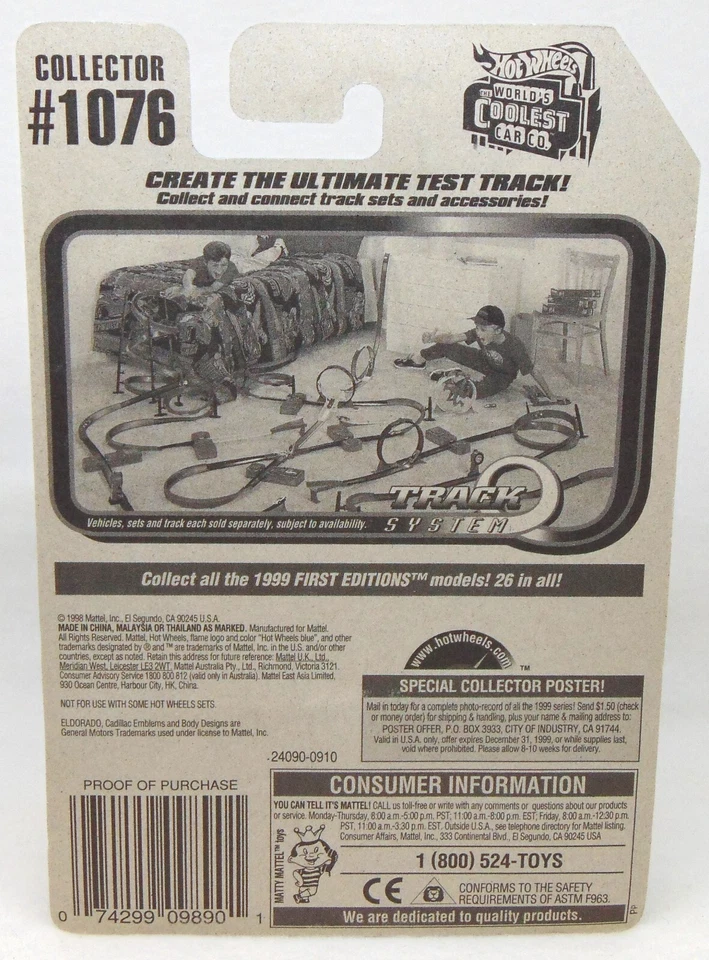 COLLECTOR
#1076
Hot Wheels
THE WORLD'S
COOLEST
CAR CO.
CREATE THE ULTIMATE TEST TRACK!
Collect and connect track sets and accessories!
Vehicles, sets and track each sold separately, subject to availability.
TRACK
SYSTEM
Collect all the 1999 FIRST EDITIONS™ models! 26 in all!
© 1998 Mattel, Inc., El Segundo, CA 90245 U.S.A.
MADE IN CHINA, MALAYSIA OR THAILAND AS MARKED. Manufactured for Mattel.
All Rights Reserved. Mattel, Hot Wheels, flame logo and color "Hot Wheels blue", and other
trademarks designated by ® and ™ are trademarks of Mattel, Inc. in the U.S. and/or other
countries, except as noted. Retain this address for future reference: Mattel U.K., Ltd.,
Meridian West, Leicester LE3 2WT. Mattel Australia Pty., Ltd., Richmond, Victoria 3121.
Consumer Advisory Service 1800 800 812 (valid only in Australia). Mattel East Asia Limited,
930 Ocean Centre, Harbour City, HK, China.
NOT FOR USE WITH SOME HOT WHEELS SETS.
ELDORADO, Cadillac Emblems and Body Designs are
General Motors Trademarks used under license to Mattel, Inc.
24090-0910
www.hotwheels.com ™
SPECIAL COLLECTOR POSTER!
Mail in today for a complete photo-record of all the 1999 series! Send $1.50 (check
or money order) for shipping & handling, plus your name & mailing address to:
POSTER OFFER, P.O. BOX 3933, CITY OF INDUSTRY, CA 91744.
Valid in U.S.A. only, offer expires December 31, 1999, or while supplies last,
void where prohibited. Please allow 8-10 weeks for delivery.
PROOF OF PURCHASE
0 74299 09890 1
CONSUMER INFORMATION
YOU CAN TELL IT'S MATTEL! CALL us toll-free or write with any comments or questions about our products
or service. Monday-Thursday, 8:00 a.m.-5:00 p.m. PST; 11:00 a.m.-8:00 p.m. EST; Friday, 8:00 a.m.-12:30 p.m.
PST, 11:00 a.m.-3:30 p.m. EST. Outside U.S.A., see telephone directory for Mattel listing.
Consumer Affairs, Mattel, Inc., 333 Continental Blvd., El Segundo, CA 90245 USA
MATTY MATTEL™ toys
1 (800) 524-TOYS
CE
CONFORMS TO THE SAFETY
REQUIREMENTS OF ASTM F963.
We are dedicated to quality products.
PP